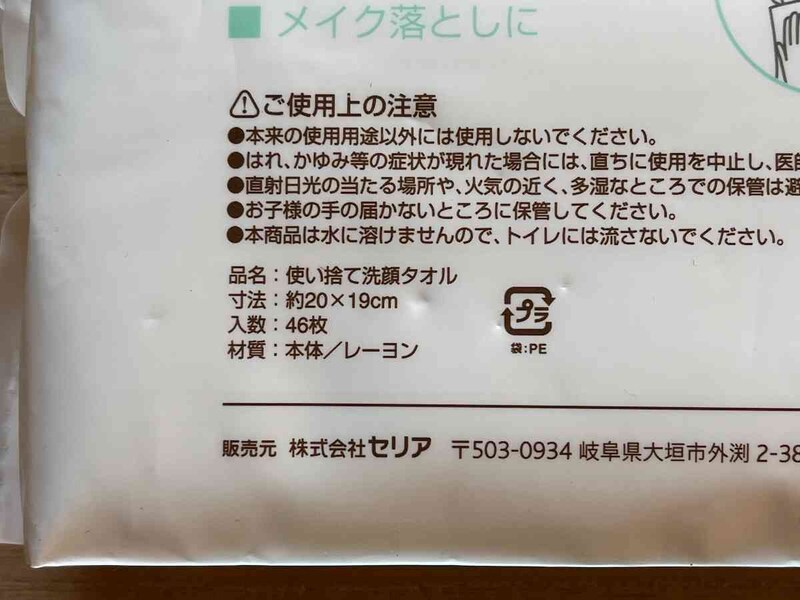 ■ メイク落としに
⚠ご使用上の注意
●本来の使用用途以外には使用しないでください。
●はれ、かゆみ等の症状が現れた場合には、直ちに使用を中止し、医師
●直射日光の当たる場所や、火気の近く、多湿なところでの保管は避
●お子様の手の届かないところに保管してください。
●本商品は水に溶けませんので、トイレには流さないでください。
品名：使い捨て洗顔タオル
寸法：約20×19cm
入数：46枚
材質：本体／レーヨン
プラ
袋：PE
販売元 株式会社セリア 〒503-0934 岐阜県大垣市外渕 2-38